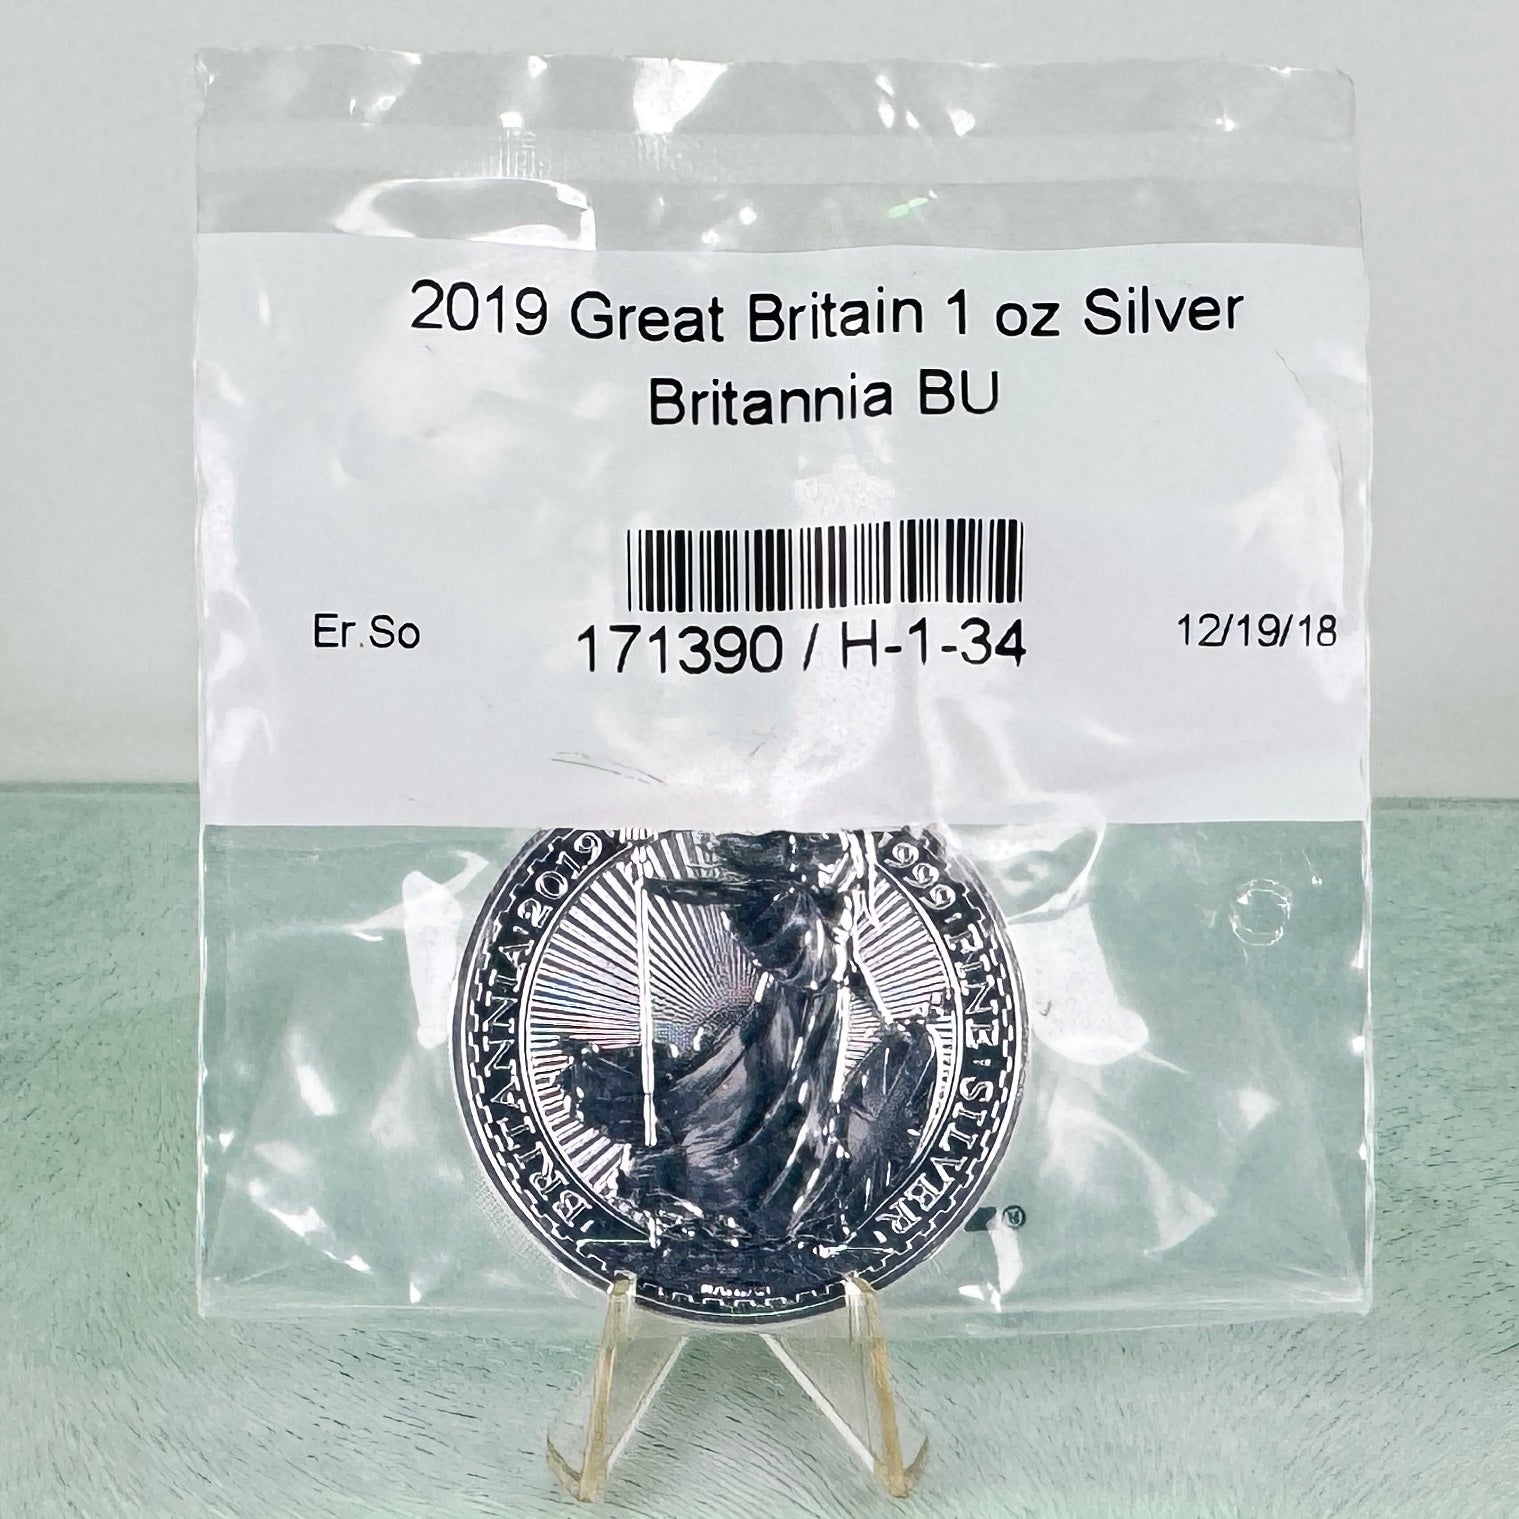 2019 Great Britain 1 oz Silver
Britannia BU
Er.So
171390 / H-1-34
12/19/18
BRITANNIA 2019
999 FINE SILVER
®